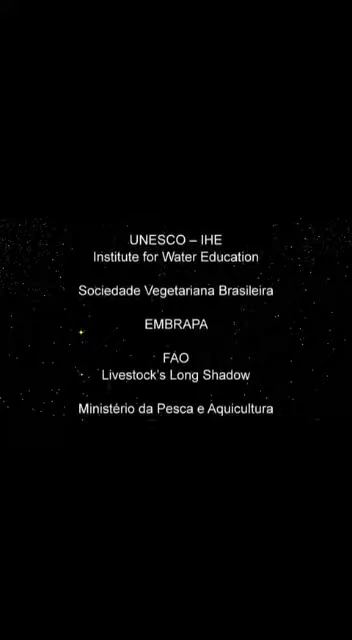 UNESCO – IHE
Institute for Water Education
Sociedade Vegetariana Brasileira
EMBRAPA
FAO
Livestock's Long Shadow
Ministério da Pesca e Aquicultura